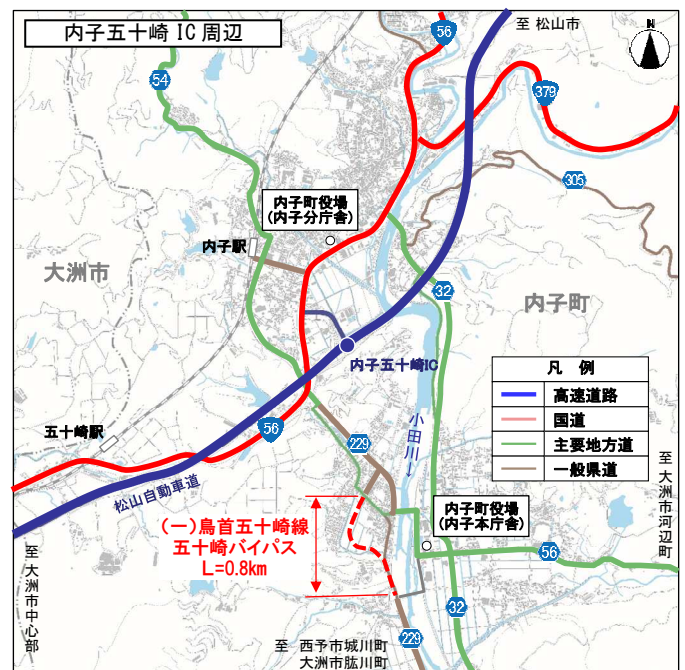 内子五十崎 IC 周辺
至 松山市
N
56
54
379
305
内子町役場
(内子分庁舎)
内子駅
大洲市
32
内子町
内子五十崎IC
凡 例
高速道路
国道
主要地方道
一般県道
小田川→
五十崎駅
56
229
松山自動車道
至 大洲市河辺町
内子町役場
(内子本庁舎)
(一)鳥首五十崎線
五十崎バイパス
L=0.8km
56
至 大洲市中心部
32
229
至 西予市城川町
大洲市肱川町